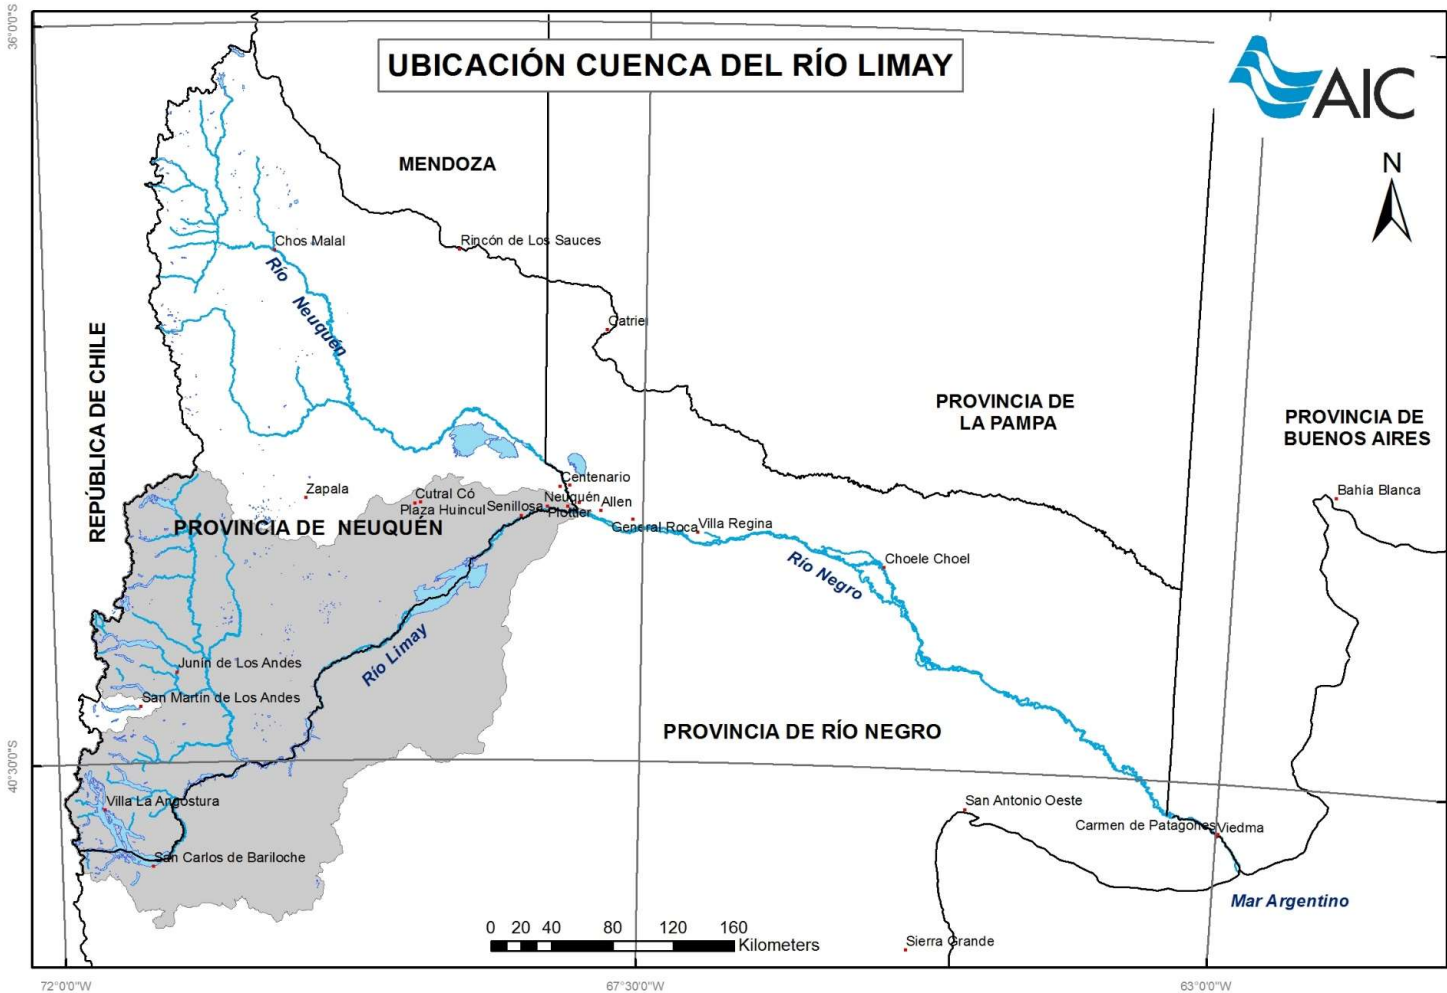 36°0'0"S
UBICACIÓN CUENCA DEL RÍO LIMAY
AIC
N
MENDOZA
Chos Malal
Rincón de Los Sauces
Río Neuquén
Catriel
REPÚBLICA DE CHILE
PROVINCIA DE
LA PAMPA
PROVINCIA DE
BUENOS AIRES
Centenario
Zapala
Cutral Có
Neuquén
Allen
Bahía Blanca
Plaza Huincul
Senillosa
Plottier
PROVINCIA DE NEUQUÉN
General Roca
Villa Regina
Río Negro
Choele Choel
Río Limay
Junín de Los Andes
San Martín de Los Andes
PROVINCIA DE RÍO NEGRO
40°30'0"S
Villa La Angostura
San Antonio Oeste
Carmen de Patagones
Viedma
San Carlos de Bariloche
Mar Argentino
0 20 40 80 120 160
Kilometers
Sierra Grande
72°0'0"W
67°30'0"W
63°0'0"W